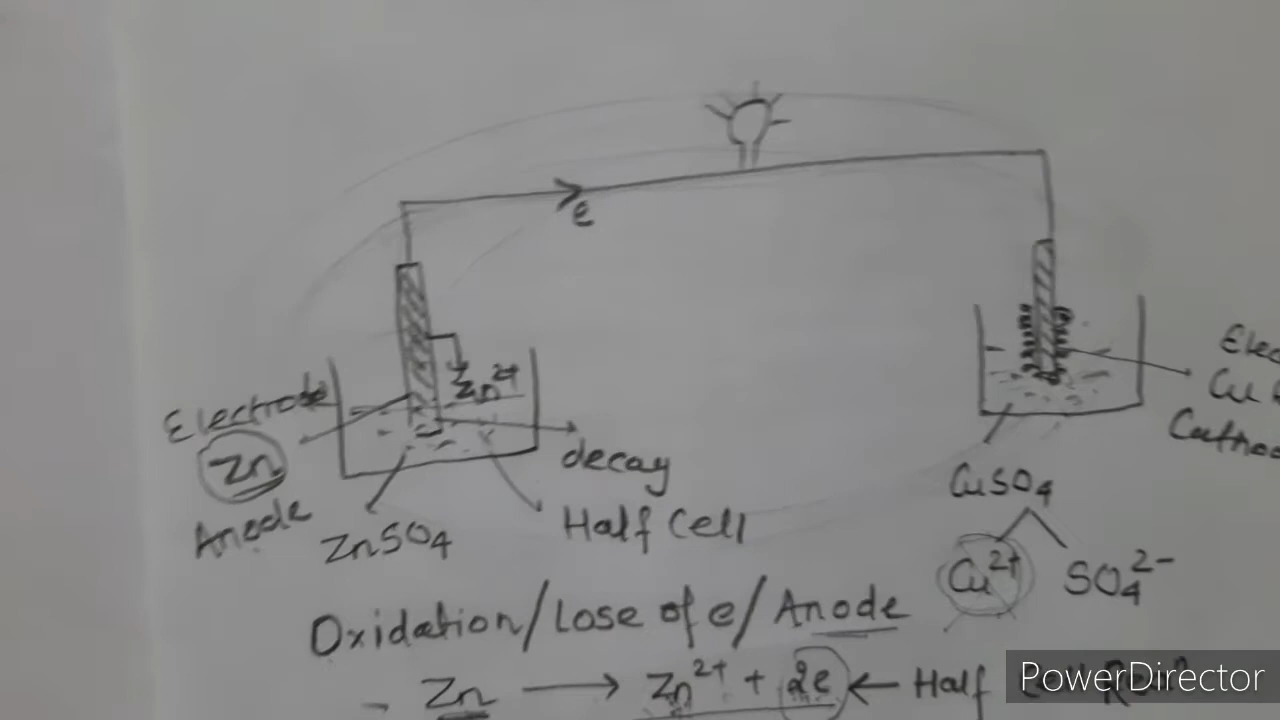 e
Zn²⁺
Electrode
Zn
Anode
decay
ZnSO₄
Half Cell
Cu
CuSO₄
Cu²⁺ SO₄²⁻
Oxidation/Lose of e/Anode
Zn → Zn²⁺ + 2e ← Half
PowerDirector